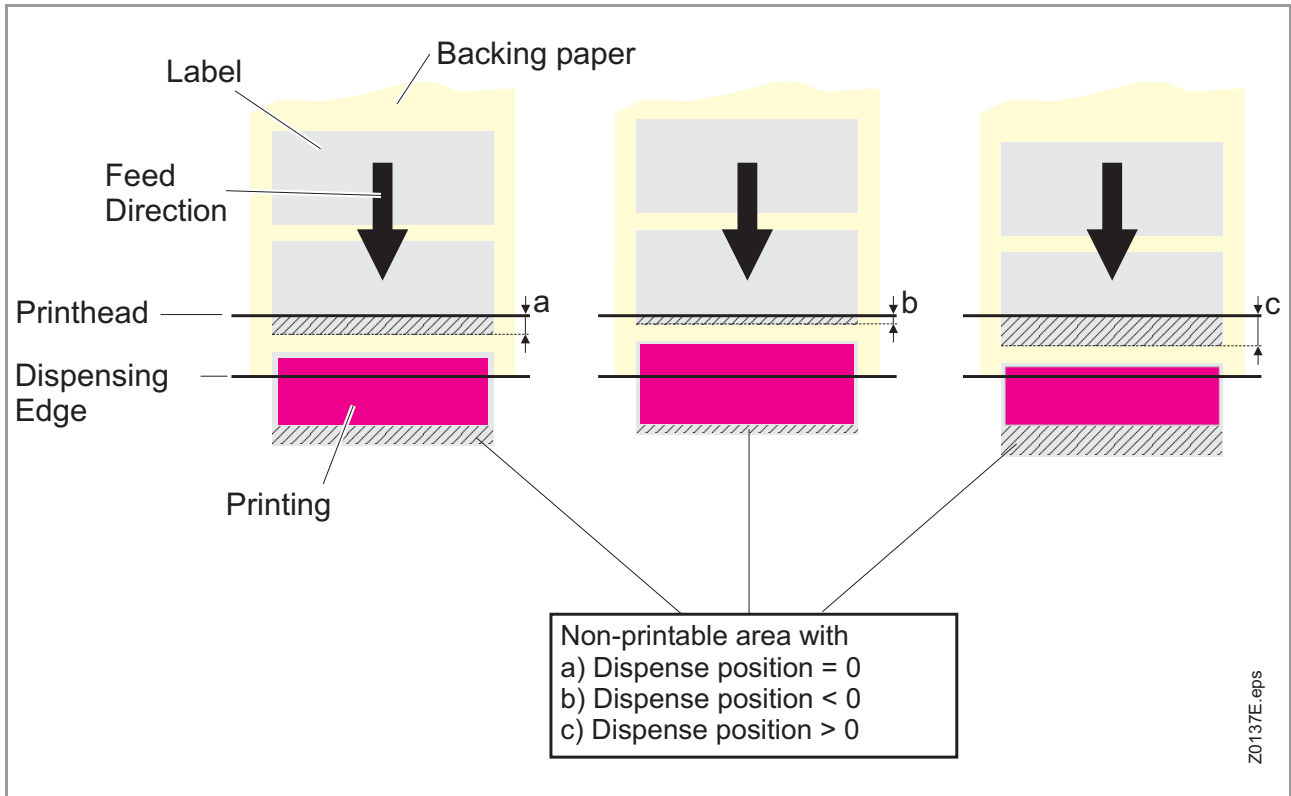 Backing paper
Label
Feed
Direction
a
b
c
Printhead
Dispensing
Edge
Printing
Non-printable area with
a) Dispense position = 0
b) Dispense position < 0
c) Dispense position > 0
Z0137E.eps